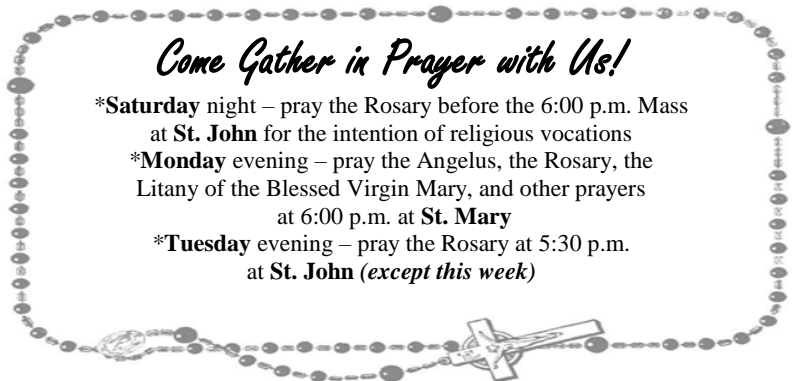 Come Gather in Prayer with Us!
*Saturday night – pray the Rosary before the 6:00 p.m. Mass
at St. John for the intention of religious vocations
*Monday evening – pray the Angelus, the Rosary, the
Litany of the Blessed Virgin Mary, and other prayers
at 6:00 p.m. at St. Mary
*Tuesday evening – pray the Rosary at 5:30 p.m.
at St. John (except this week)